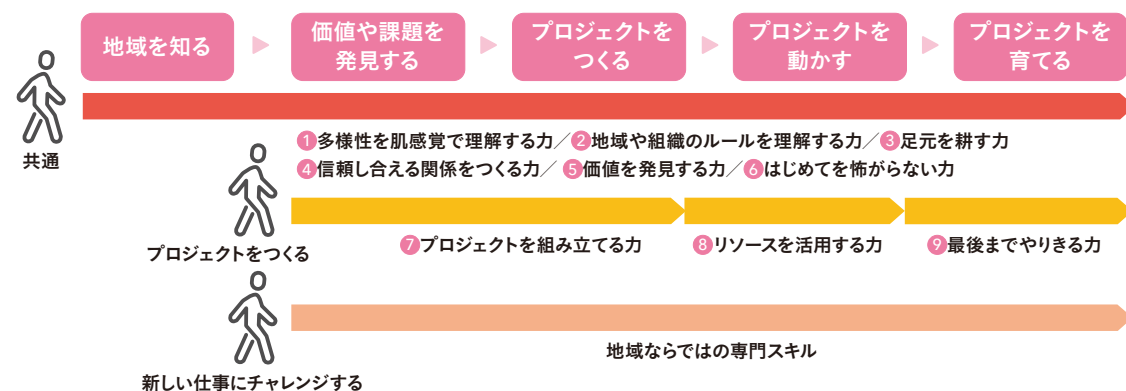 地域を知る
価値や課題を
発見する
プロジェクトを
つくる
プロジェクトを
動かす
プロジェクトを
育てる
共通
1多様性を肌感覚で理解する力／2地域や組織のルールを理解する力／3足元を耕す力
4信頼し合える関係をつくる力／5価値を発見する力／6はじめてを怖がらない力
プロジェクトをつくる
7プロジェクトを組み立てる力
8リソースを活用する力
9最後までやりきる力
新しい仕事にチャレンジする
地域ならではの専門スキル